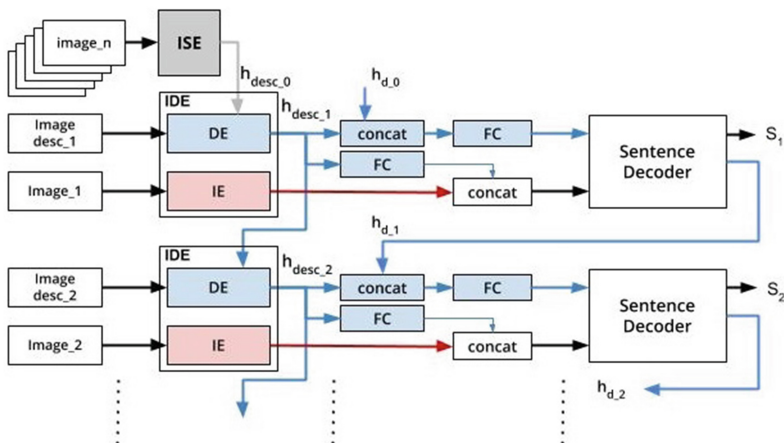 image_n
ISE
h_desc_0
h_d_0
IDE
h_desc_1
Image
desc_1
DE
concat
FC
Sentence
Decoder
S_1
FC
Image_1
IE
concat
h_d_1
IDE
h_desc_2
Image
desc_2
DE
concat
FC
Sentence
Decoder
S_2
FC
Image_2
IE
concat
h_d_2